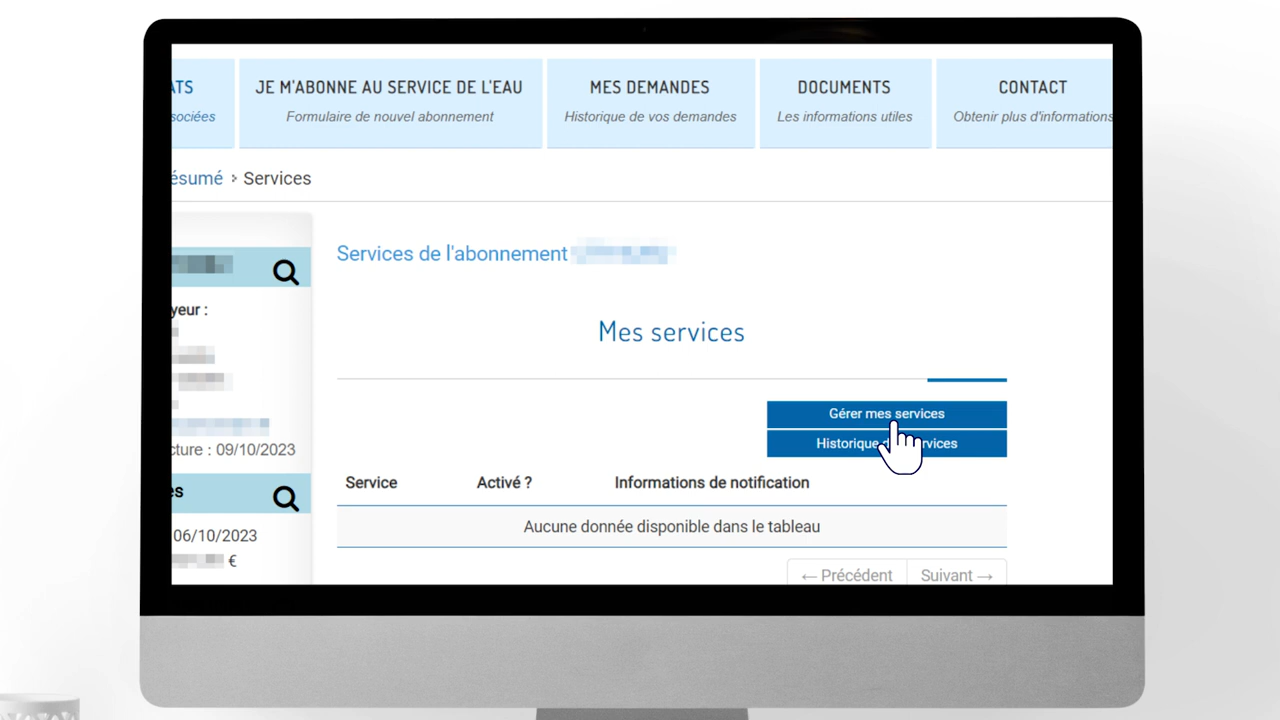 JE M'ABONNE AU SERVICE DE L'EAU
MES DEMANDES
DOCUMENTS
CONTACT
sociées
Formulaire de nouvel abonnement
Historique de vos demandes
Les informations utiles
Obtenir plus d'informations
ésumé ▹ Services
Services de l'abonnement
Mes services
yeur :
Gérer mes services
Historique
cture : 09/10/2023
Service
Activé ?
Informations de notification
es
Aucune donnée disponible dans le tableau
06/10/2023
€
← Précédent
Suivant →